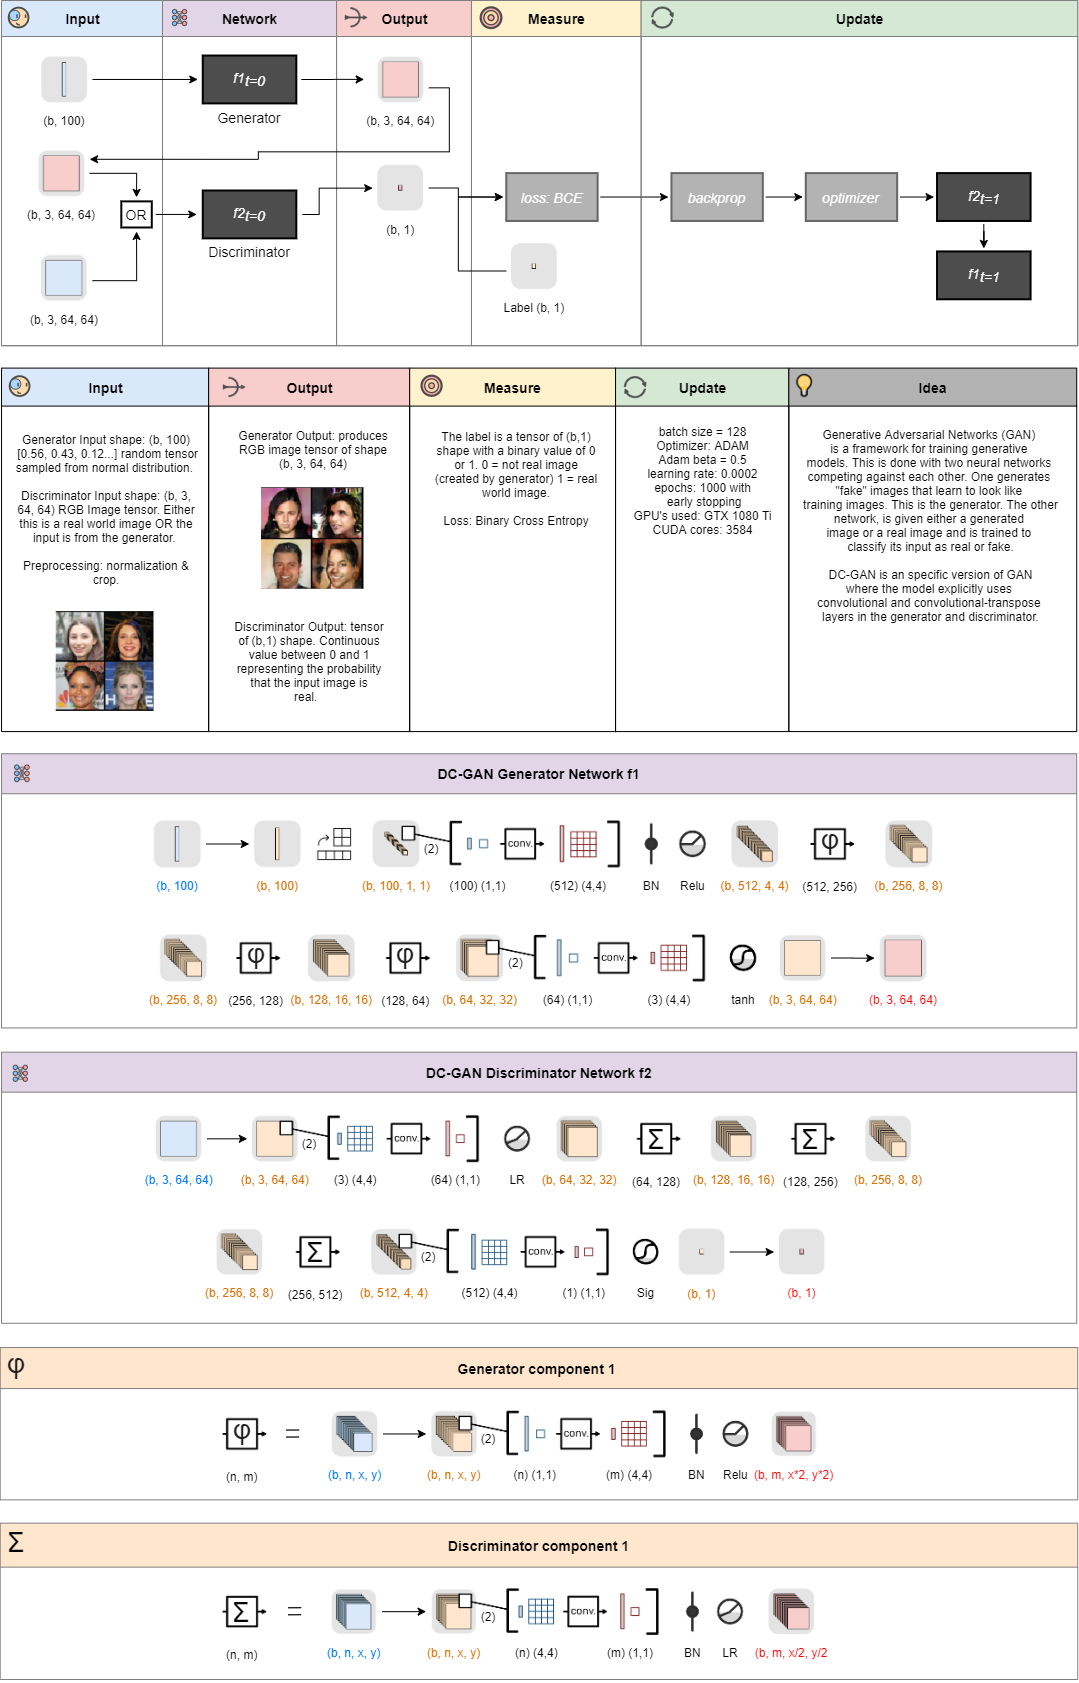 Input
Network
Output
Measure
Update
f1t=0
Generator
(b, 100)
(b, 3, 64, 64)
(b, 3, 64, 64)
OR
f2t=0
Discriminator
(b, 1)
(b, 3, 64, 64)
loss: BCE
Label (b, 1)
backprop
optimizer
f2t=1
f1t=1
Input
Output
Measure
Update
Idea
Generator Input shape: (b, 100)
[0.56, 0.43, 0.12...] random tensor
sampled from normal distribution.
Discriminator Input shape: (b, 3,
64, 64) RGB Image tensor. Either
this is a real world image OR the
input is from the generator.
Preprocessing: normalization &
crop.
Generator Output: produces
RGB image tensor of shape
(b, 3, 64, 64)
Discriminator Output: tensor
of (b,1) shape. Continuous
value between 0 and 1
representing the probability
that the input image is
real.
The label is a tensor of (b,1)
shape with a binary value of 0
or 1. 0 = not real image
(created by generator) 1 = real
world image.
Loss: Binary Cross Entropy
batch size = 128
Optimizer: ADAM
Adam beta = 0.5
learning rate: 0.0002
epochs: 1000 with
early stopping
GPU's used: GTX 1080 Ti
CUDA cores: 3584
Generative Adversarial Networks (GAN)
is a framework for training generative
models. This is done with two neural networks
competing against each other. One generates
"fake" images that learn to look like
training images. This is the generator. The other
network, is given either a generated
image or a real image and is trained to
classify its input as real or fake.
DC-GAN is an specific version of GAN
where the model explicitly uses
convolutional and convolutional-transpose
layers in the generator and discriminator.
DC-GAN Generator Network f1
(2) conv. φ
(b, 100) (b, 100) (b, 100, 1, 1) (100) (1,1) (512) (4,4) BN Relu (b, 512, 4, 4) (512, 256) (b, 256, 8, 8)
φ φ (2) conv.
(b, 256, 8, 8) (256, 128) (b, 128, 16, 16) (128, 64) (b, 64, 32, 32) (64) (1,1) (3) (4,4) tanh (b, 3, 64, 64) (b, 3, 64, 64)
DC-GAN Discriminator Network f2
(2) conv. Σ Σ
(b, 3, 64, 64) (b, 3, 64, 64) (3) (4,4) (64) (1,1) LR (b, 64, 32, 32) (64, 128) (b, 128, 16, 16) (128, 256) (b, 256, 8, 8)
Σ (2) conv.
(b, 256, 8, 8) (256, 512) (b, 512, 4, 4) (512) (4,4) (1) (1,1) Sig (b, 1) (b, 1)
φ Generator component 1
φ = (2) conv.
(n, m) (b, n, x, y) (b, n, x, y) (n) (1,1) (m) (4,4) BN Relu (b, m, x*2, y*2)
Σ Discriminator component 1
Σ = (2) conv.
(n, m) (b, n, x, y) (b, n, x, y) (n) (4,4) (m) (1,1) BN LR (b, m, x/2, y/2